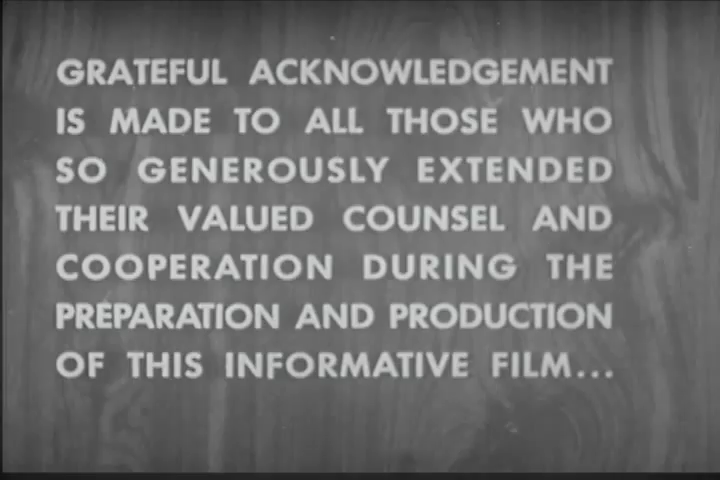 GRATEFUL ACKNOWLEDGEMENT
IS MADE TO ALL THOSE WHO
SO GENEROUSLY EXTENDED
THEIR VALUED COUNSEL AND
COOPERATION DURING THE
PREPARATION AND PRODUCTION
OF THIS INFORMATIVE FILM...